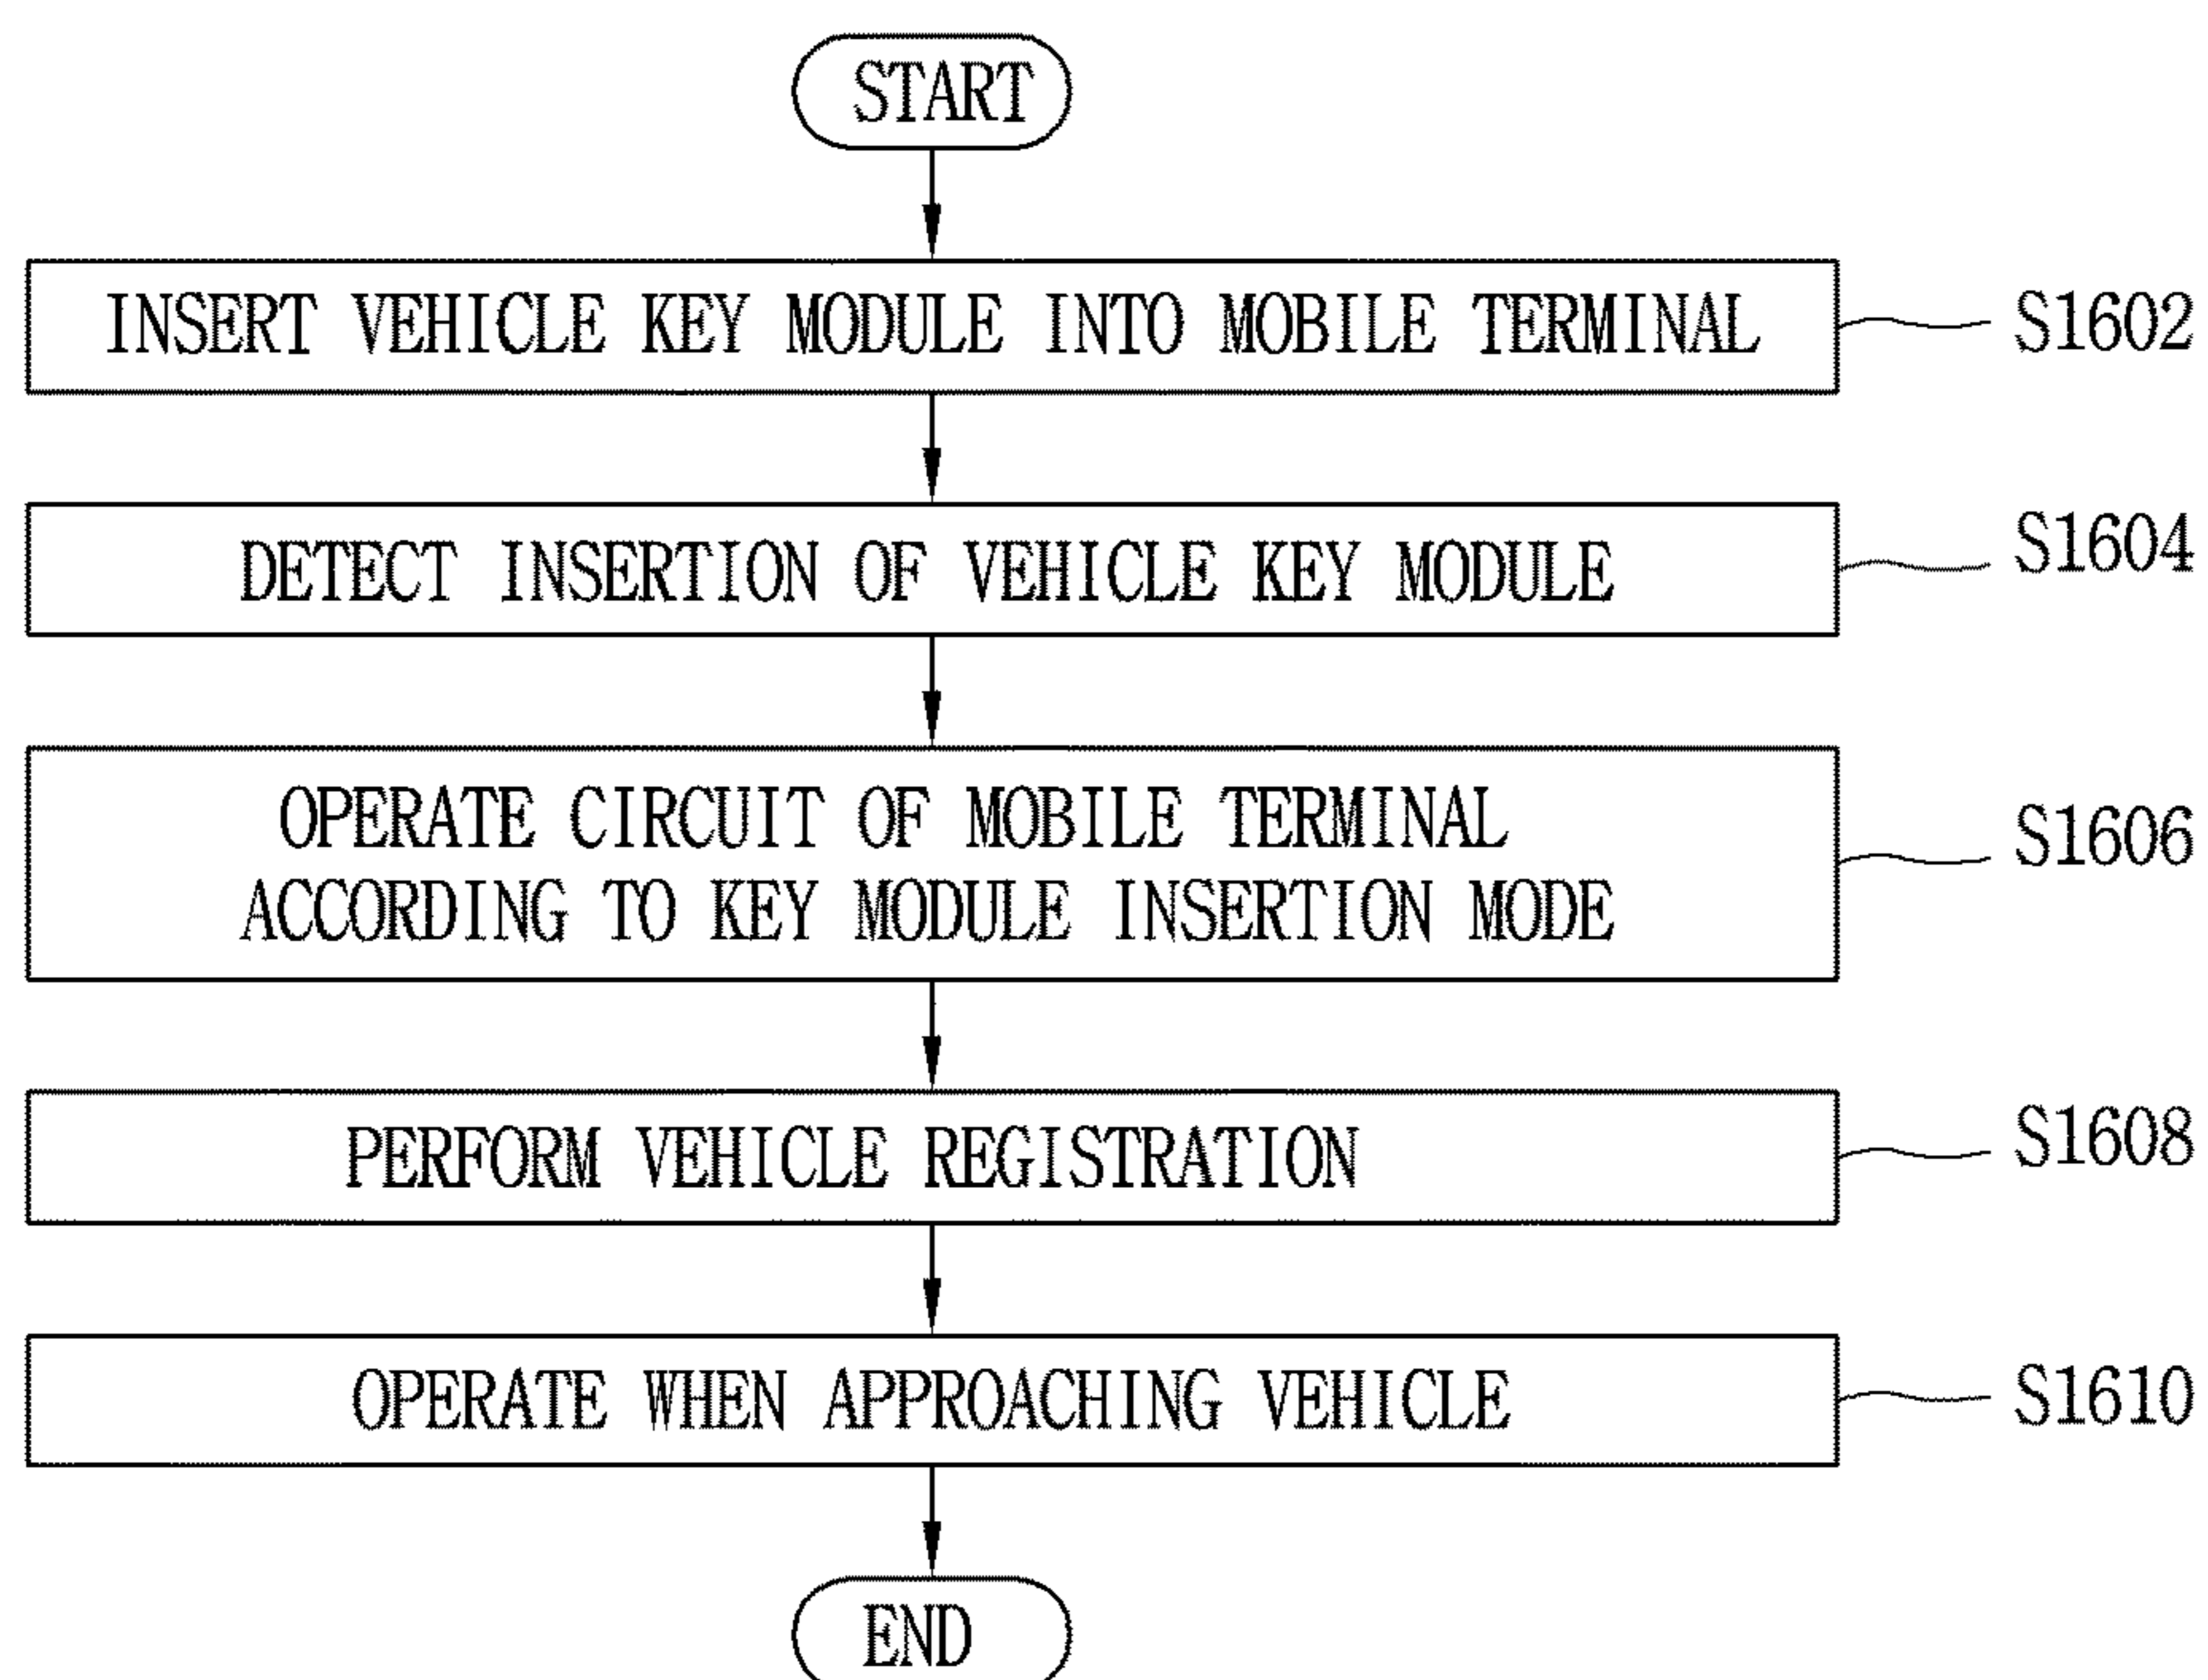 START
INSERT VEHICLE KEY MODULE INTO MOBILE TERMINAL
S1602
DETECT INSERTION OF VEHICLE KEY MODULE
S1604
OPERATE CIRCUIT OF MOBILE TERMINAL
ACCORDING TO KEY MODULE INSERTION MODE
S1606
PERFORM VEHICLE REGISTRATION
S1608
OPERATE WHEN APPROACHING VEHICLE
S1610
END